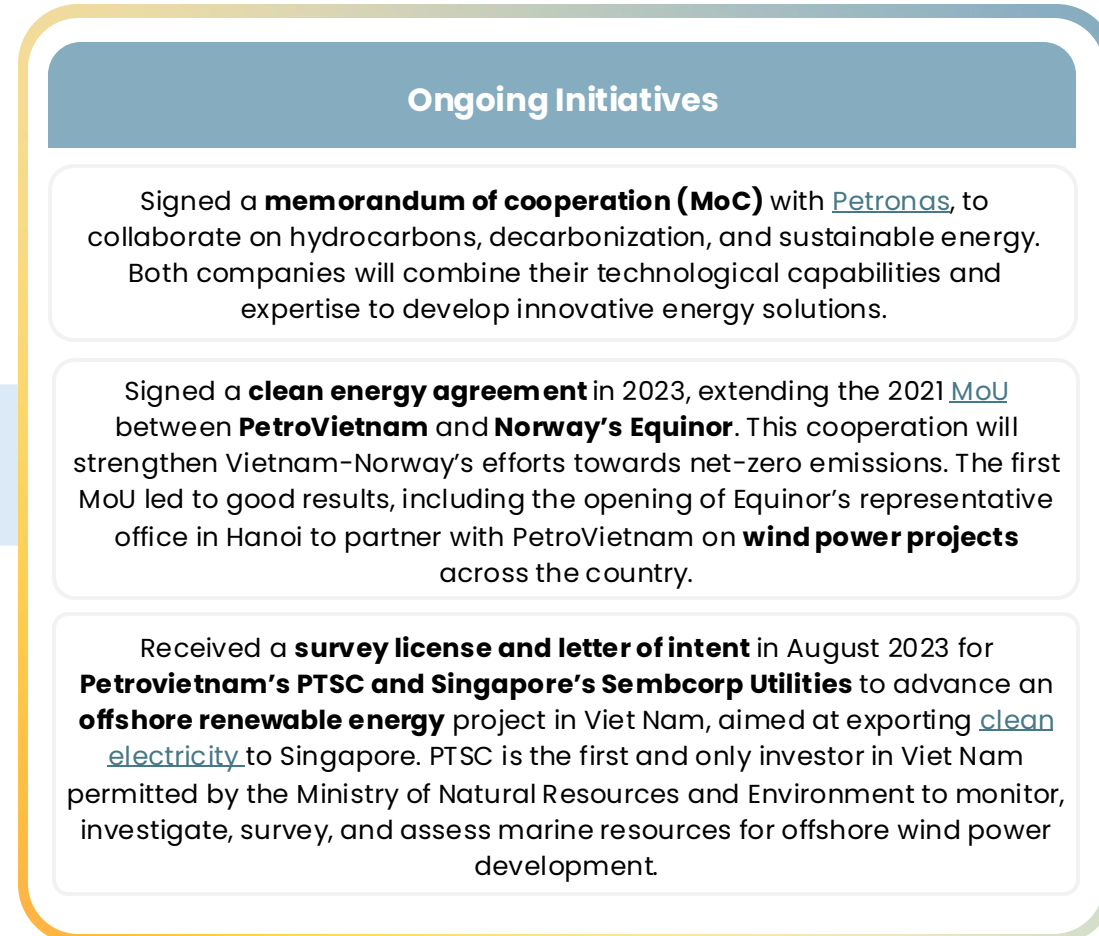 Ongoing Initiatives
Signed a memorandum of cooperation (MoC) with Petronas, to
collaborate on hydrocarbons, decarbonization, and sustainable energy.
Both companies will combine their technological capabilities and
expertise to develop innovative energy solutions.
Signed a clean energy agreement in 2023, extending the 2021 MoU
between PetroVietnam and Norway’s Equinor. This cooperation will
strengthen Vietnam-Norway’s efforts towards net-zero emissions. The first
MoU led to good results, including the opening of Equinor’s representative
office in Hanoi to partner with PetroVietnam on wind power projects
across the country.
Received a survey license and letter of intent in August 2023 for
Petrovietnam’s PTSC and Singapore’s Sembcorp Utilities to advance an
offshore renewable energy project in Viet Nam, aimed at exporting clean
electricity to Singapore. PTSC is the first and only investor in Viet Nam
permitted by the Ministry of Natural Resources and Environment to monitor,
investigate, survey, and assess marine resources for offshore wind power
development.